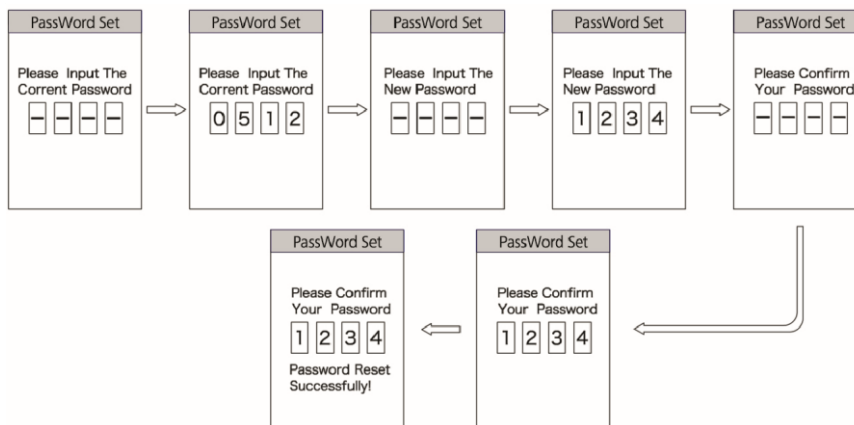 PassWord Set
Please Input The
Corrent Password
- - - -
PassWord Set
Please Input The
Corrent Password
0 5 1 2
PassWord Set
Please Input The
New Password
- - - -
PassWord Set
Please Input The
New Password
1 2 3 4
PassWord Set
Please Confirm
Your Password
- - - -
PassWord Set
Please Confirm
Your Password
1 2 3 4
PassWord Set
Please Confirm
Your Password
1 2 3 4
Password Reset
Successfully!